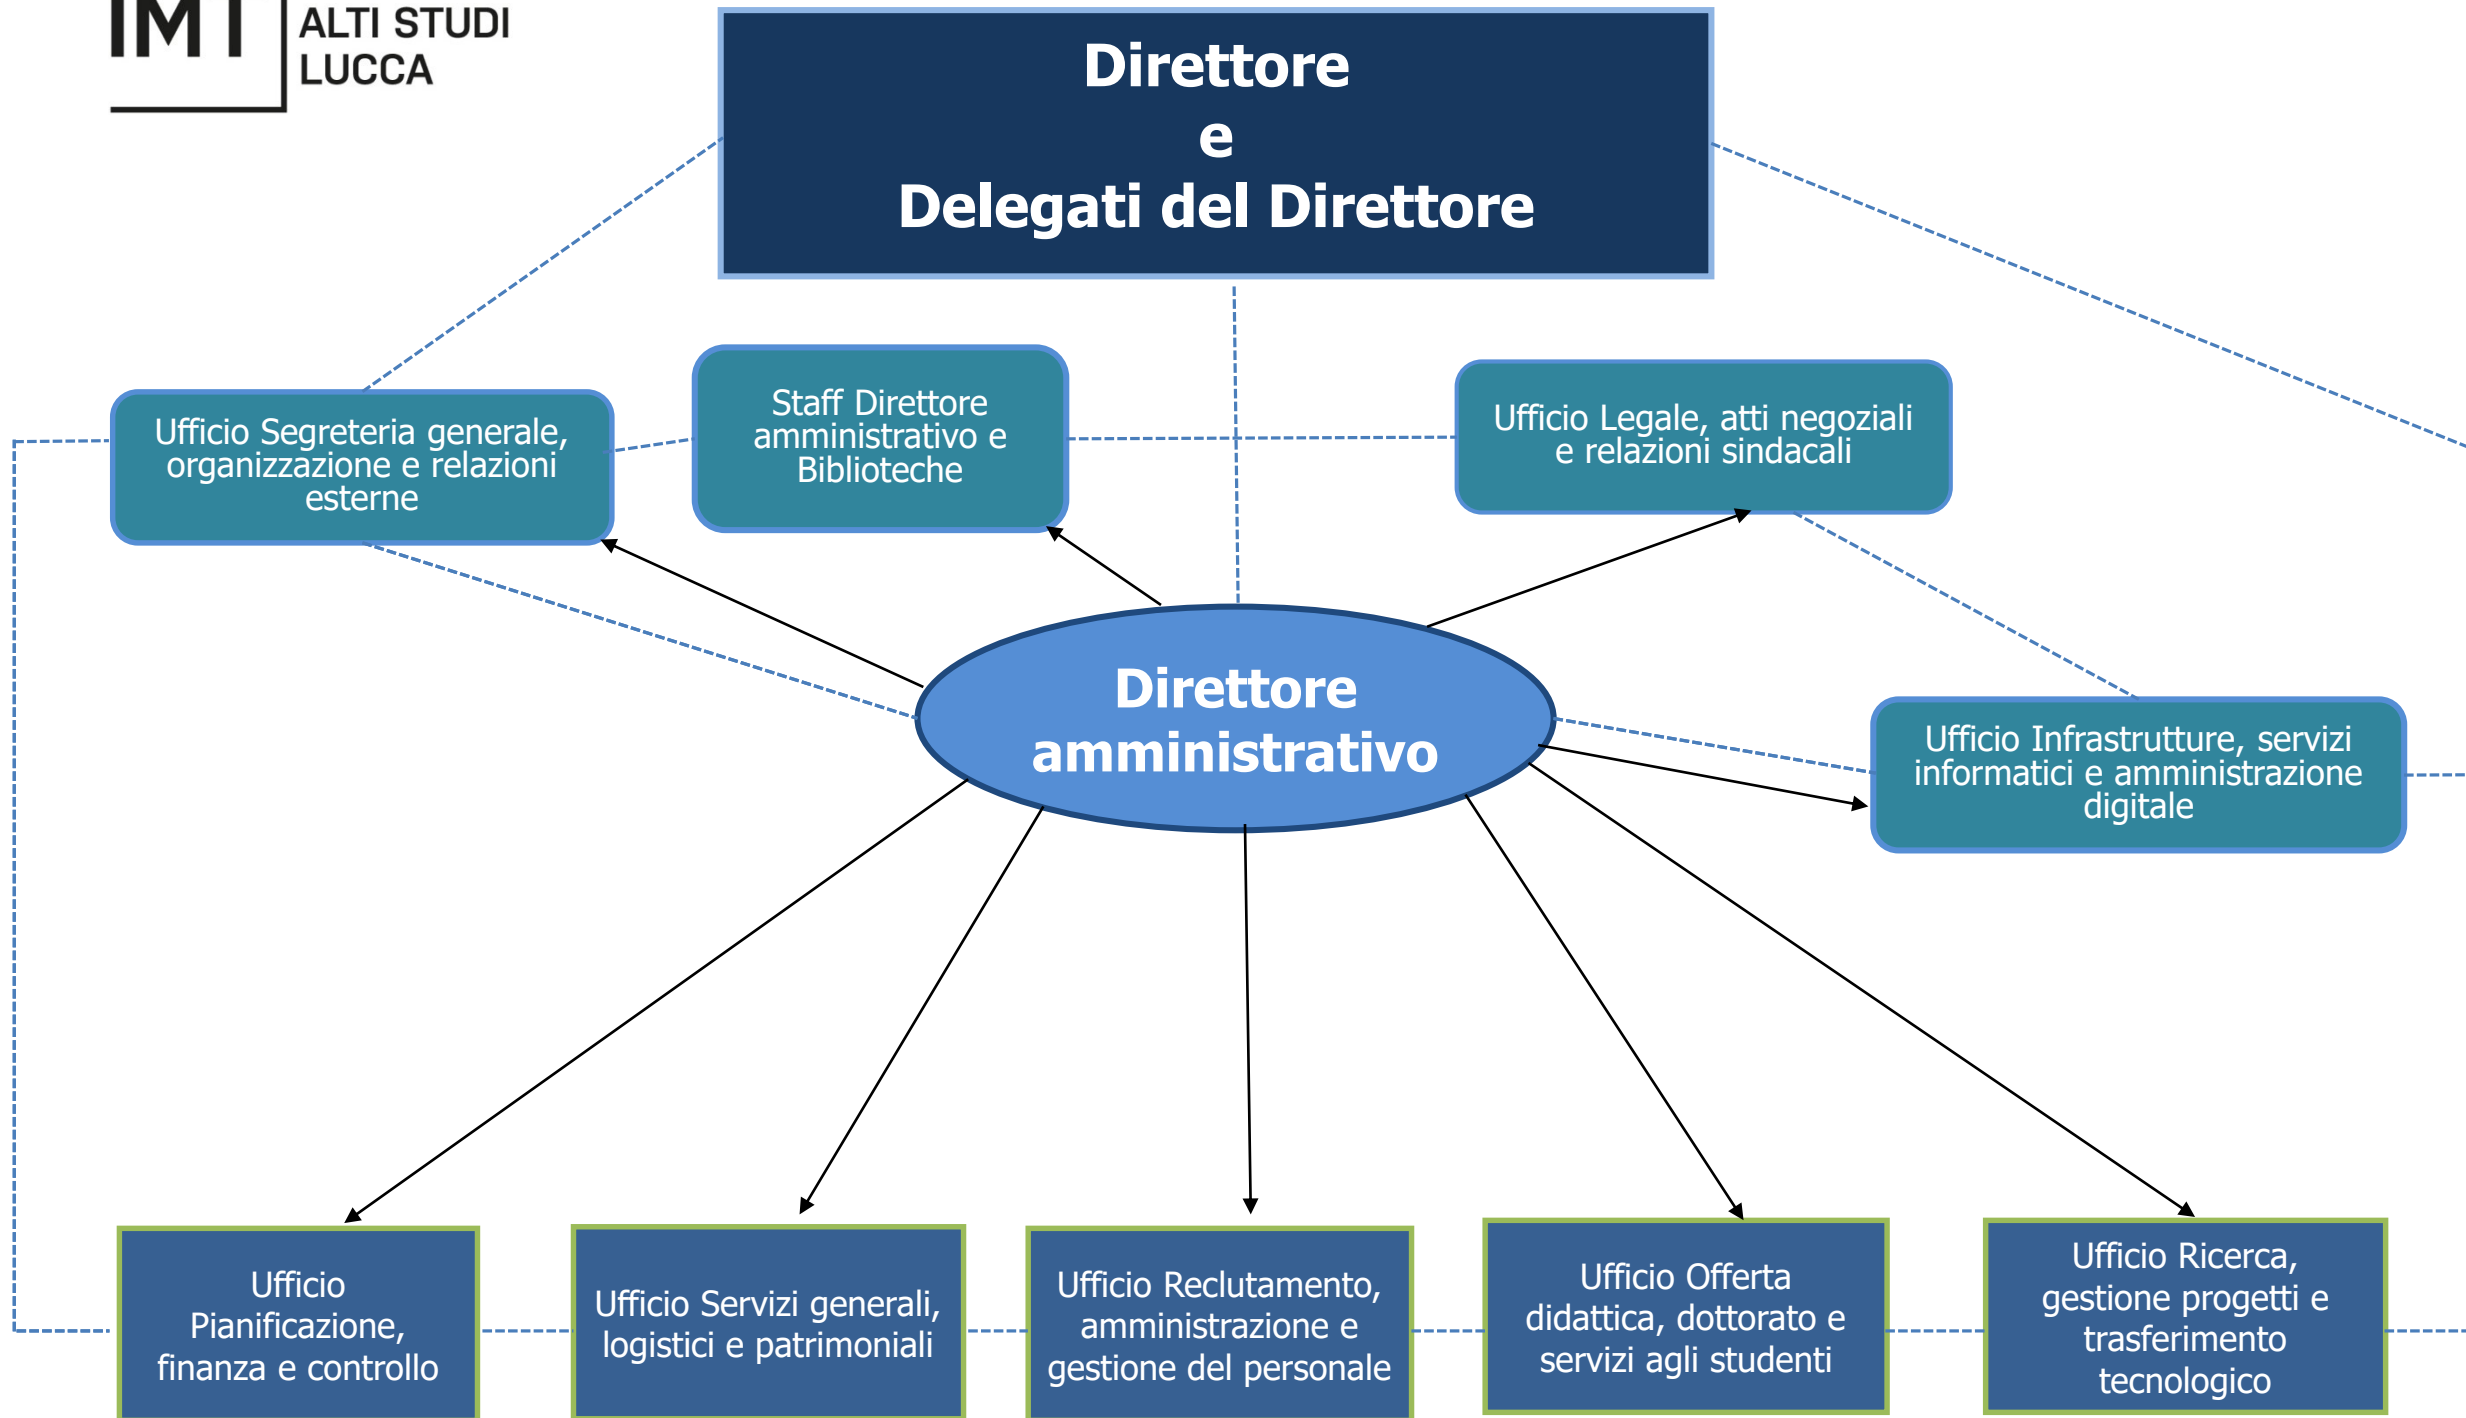 IMT
ALTI STUDI
LUCCA
Direttore
e
Delegati del Direttore
Ufficio Segreteria generale,
organizzazione e relazioni
esterne
Staff Direttore
amministrativo e
Biblioteche
Ufficio Legale, atti negoziali
e relazioni sindacali
Direttore
amministrativo
Ufficio Infrastrutture, servizi
informatici e amministrazione
digitale
Ufficio
Pianificazione,
finanza e controllo
Ufficio Servizi generali,
logistici e patrimoniali
Ufficio Reclutamento,
amministrazione e
gestione del personale
Ufficio Offerta
didattica, dottorato e
servizi agli studenti
Ufficio Ricerca,
gestione progetti e
trasferimento
tecnologico